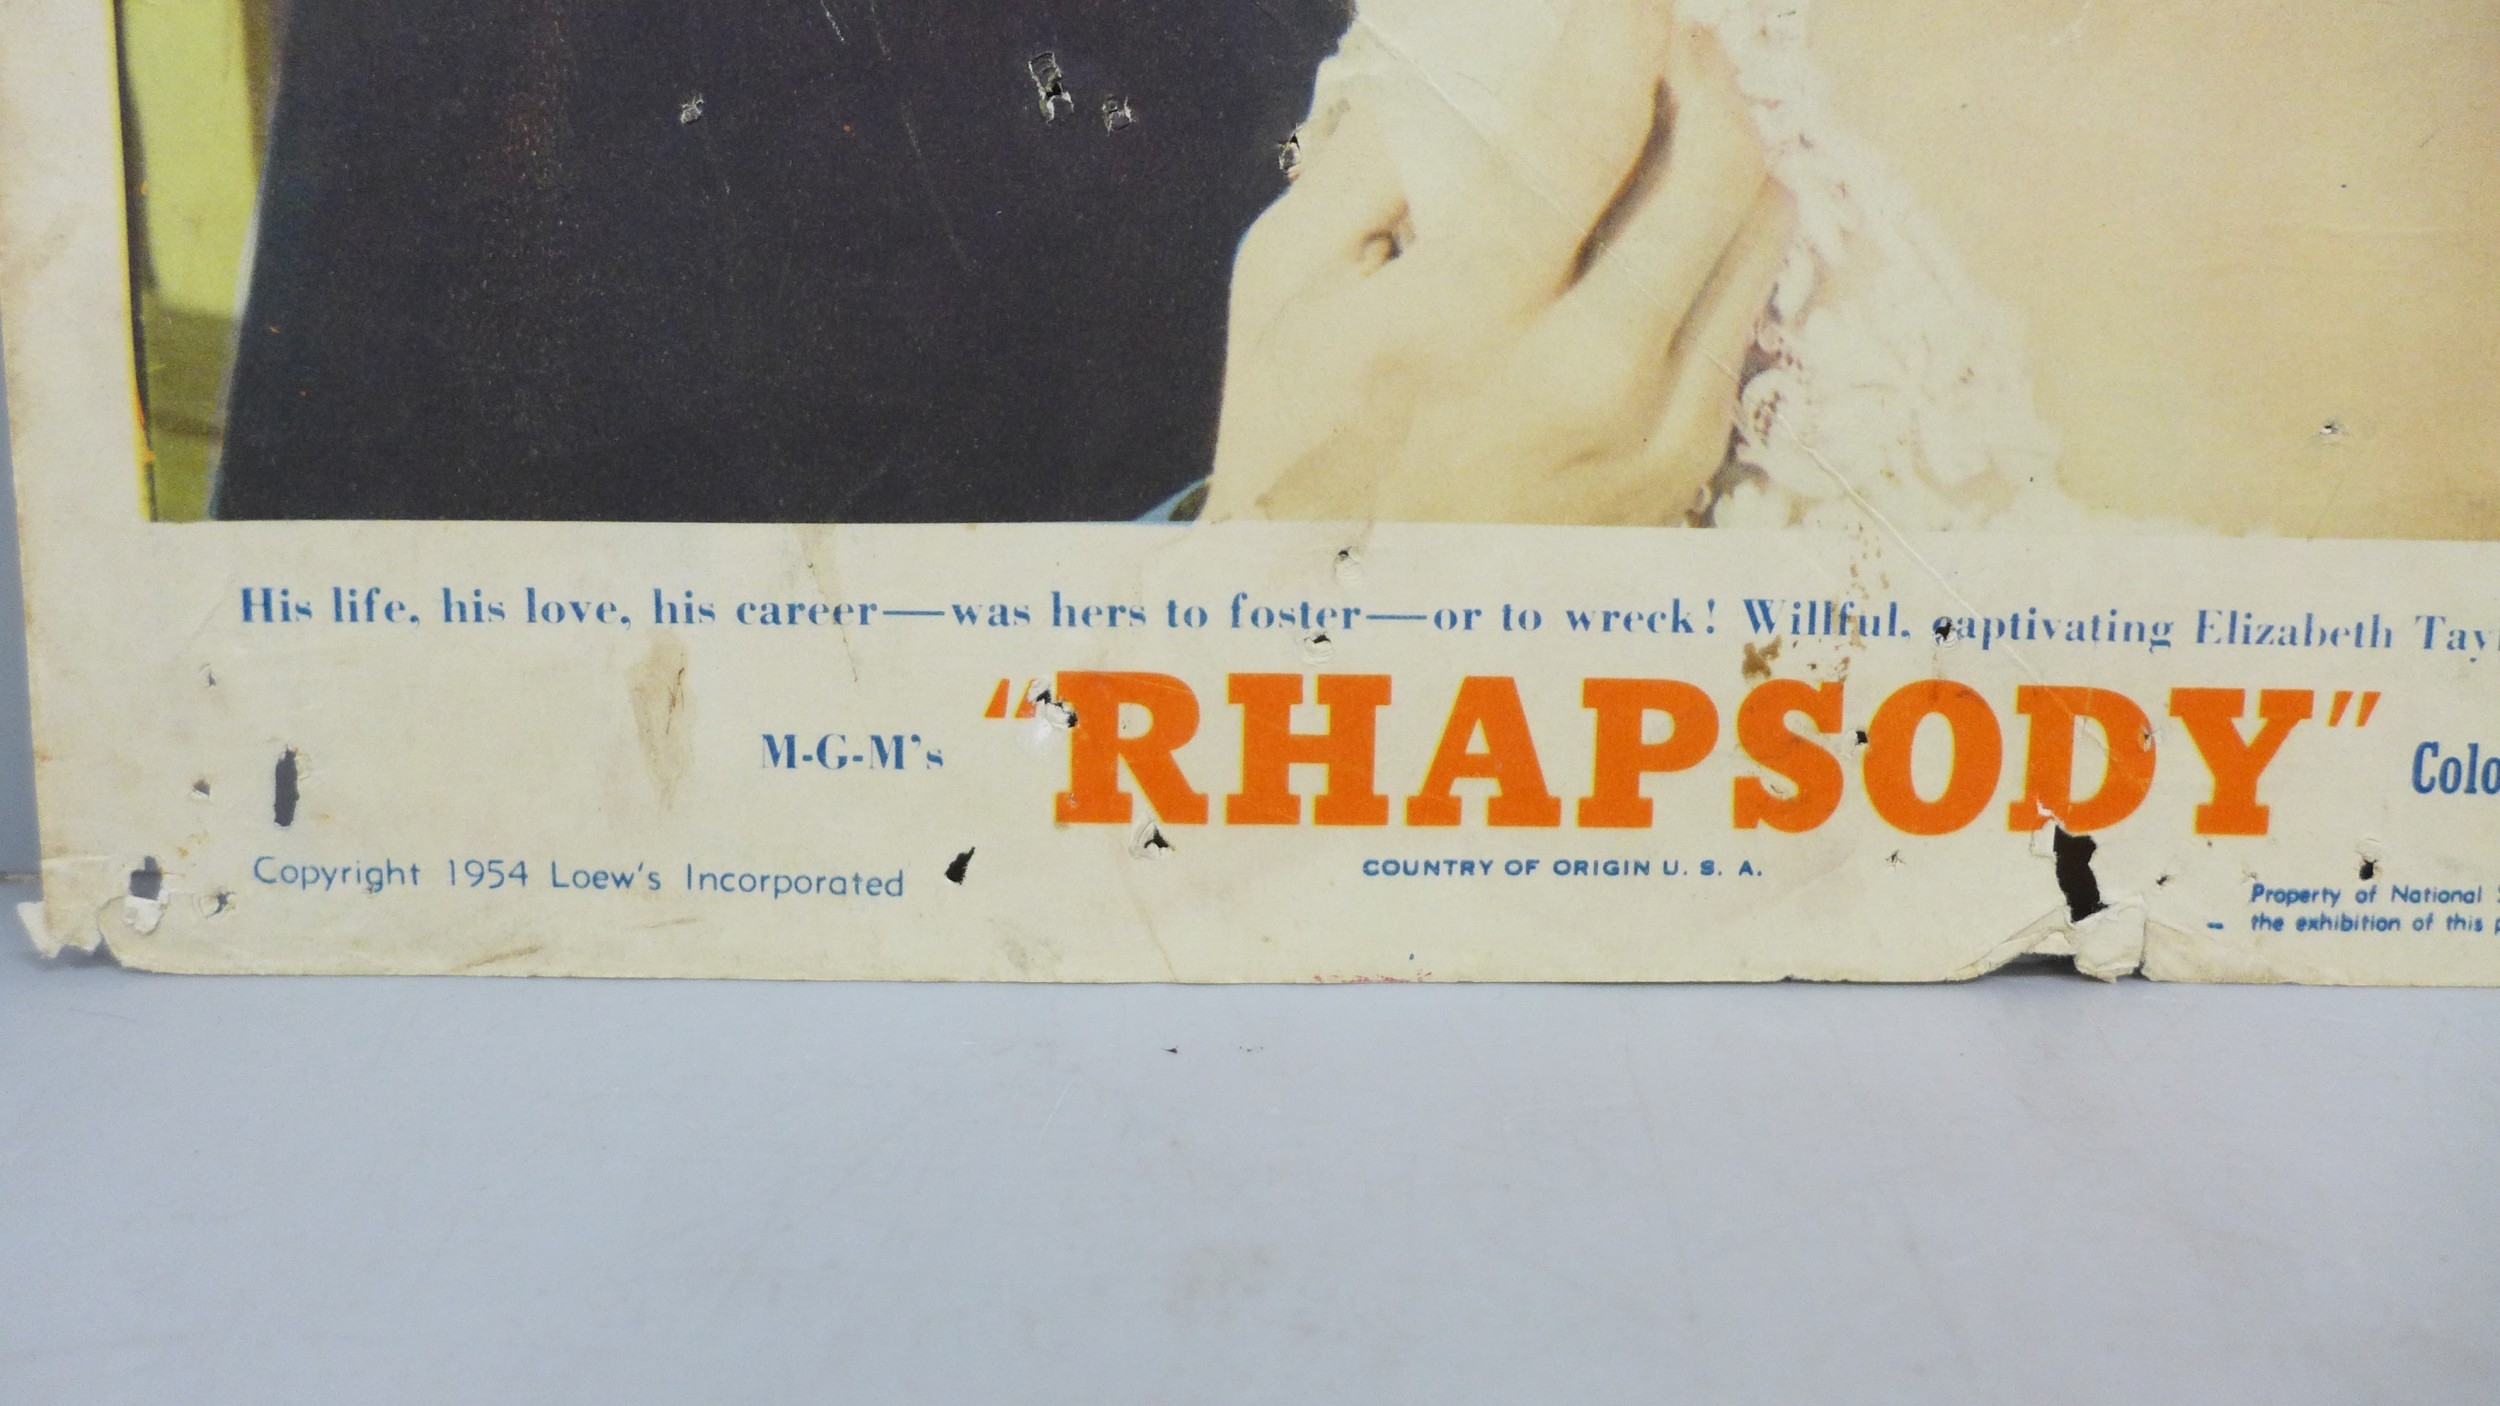 His life, his love, his career—was hers to foster—or to wreck! Willful, captivating Elizabeth
M-G-M's "RHAPSODY"
Copyright 1954 Loew's Incorporated
COUNTRY OF ORIGIN U. S. A.
Property of National
the exhibition of this